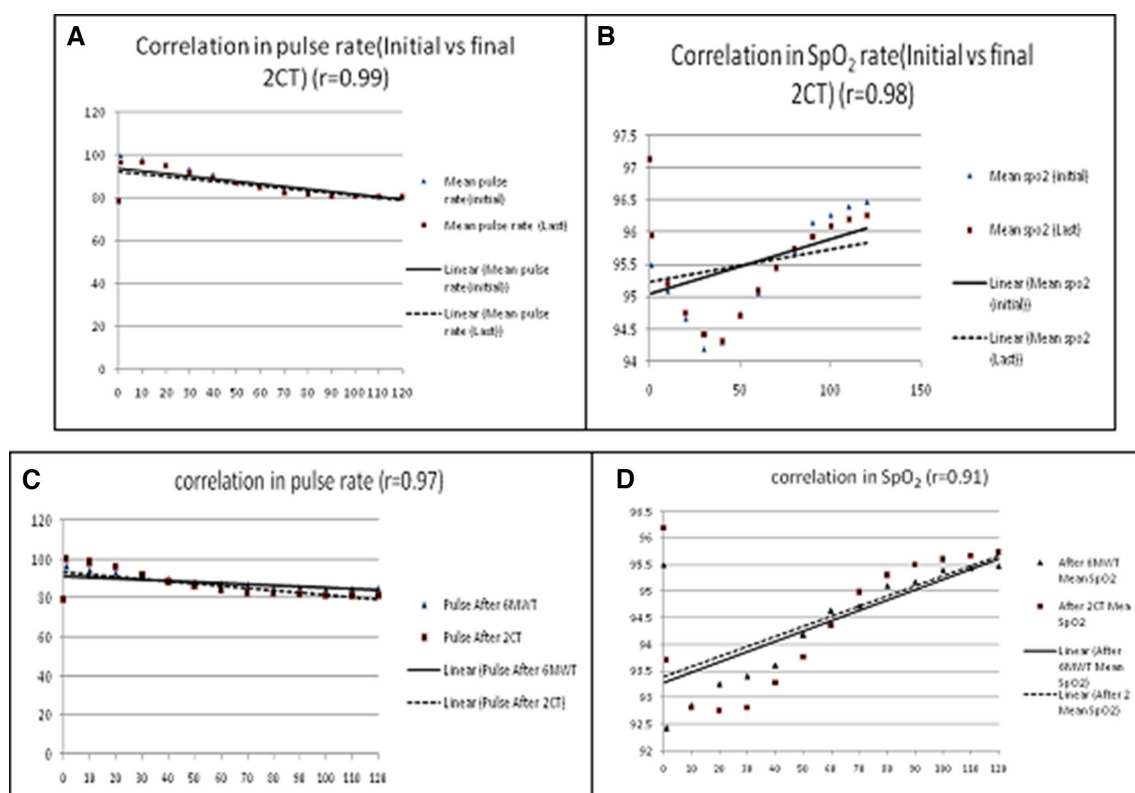 A
Correlation in pulse rate(Initial vs final
2CT) (r=0.99)
120
100
80
60
40
20
0
0 10 20 30 40 50 60 70 80 90 100 110 120
Mean pulse
rate(initial)
Mean pulse rate (Last)
Linear (Mean pulse
rate(initial))
Linear (Mean pulse
rate (Last))
B
Correlation in SpO₂ rate(Initial vs final
2CT) (r=0.98)
97.5
97
96.5
96
95.5
95
94.5
94
0 50 100 150
Mean spo2 (initial)
Mean spo2 (Last)
Linear (Mean spo2
(initial))
Linear (Mean spo2
(Last))
C
correlation in pulse rate (r=0.97)
120
100
80
60
40
20
0
0 10 20 30 40 50 60 70 80 90 100 110 120
Pulse After 6MWT
Pulse After 2CT
Linear (Pulse After 6MWT
Linear (Pulse After 2CT)
D
correlation in SpO₂ (r=0.91)
96.5
96
95.5
95
94.5
94
93.5
93
92.5
92
0 10 20 30 40 50 60 70 80 90 100 110 120
After 6MWT
Mean SpO2
After 2CT Mea
SpO2
Linear (After
6MWT Mean
SpO2)
Linear (After 2
Mean SpO2)